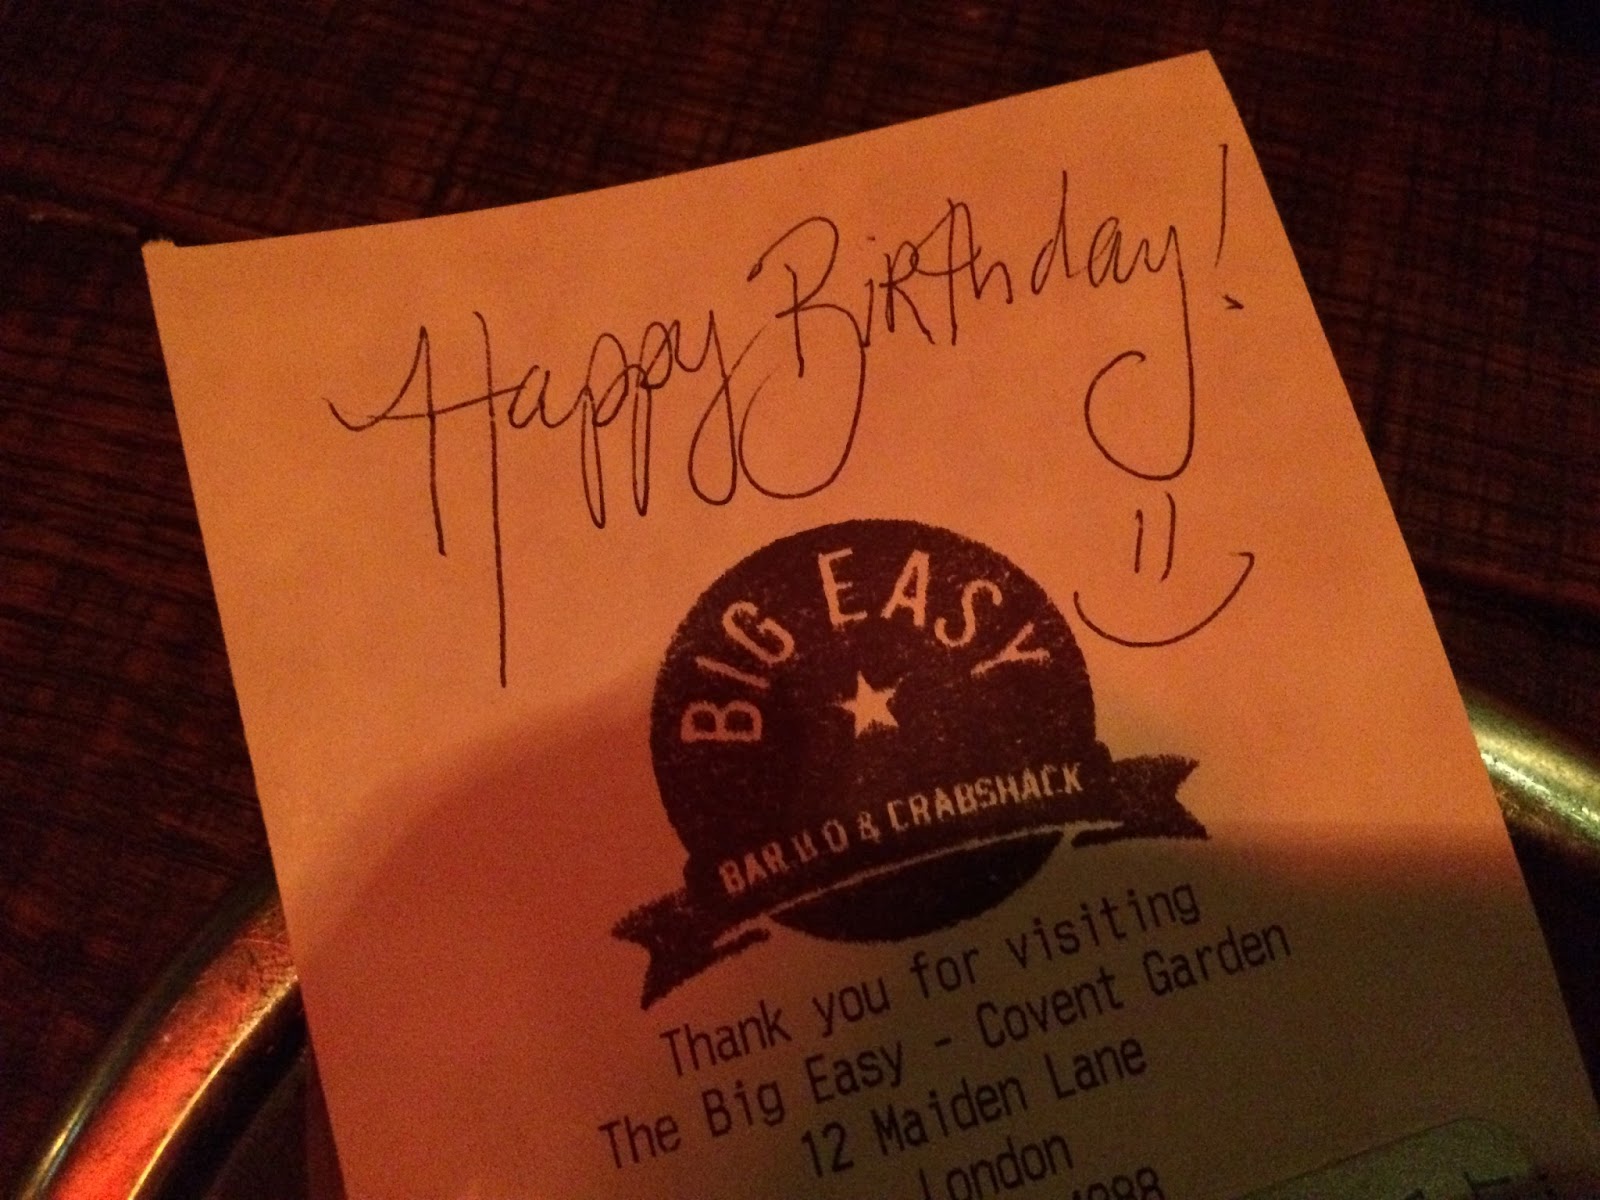 Happy Birthday!
BIG EASY
BAR.B.Q & CRABSHACK
Thank you for visiting
The Big Easy - Covent Garden
12 Maiden Lane
London